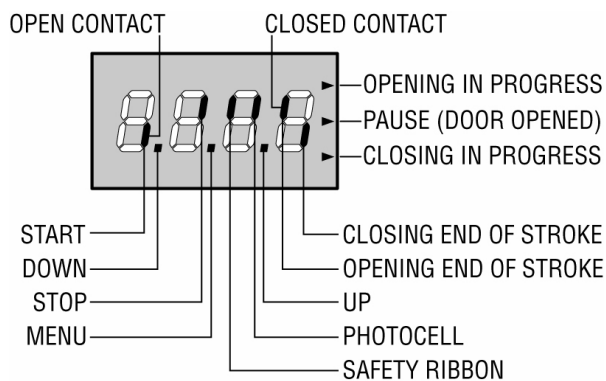 OPEN CONTACT
CLOSED CONTACT
OPENING IN PROGRESS
PAUSE (DOOR OPENED)
CLOSING IN PROGRESS
START
DOWN
STOP
MENU
CLOSING END OF STROKE
OPENING END OF STROKE
UP
PHOTOCELL
SAFETY RIBBON